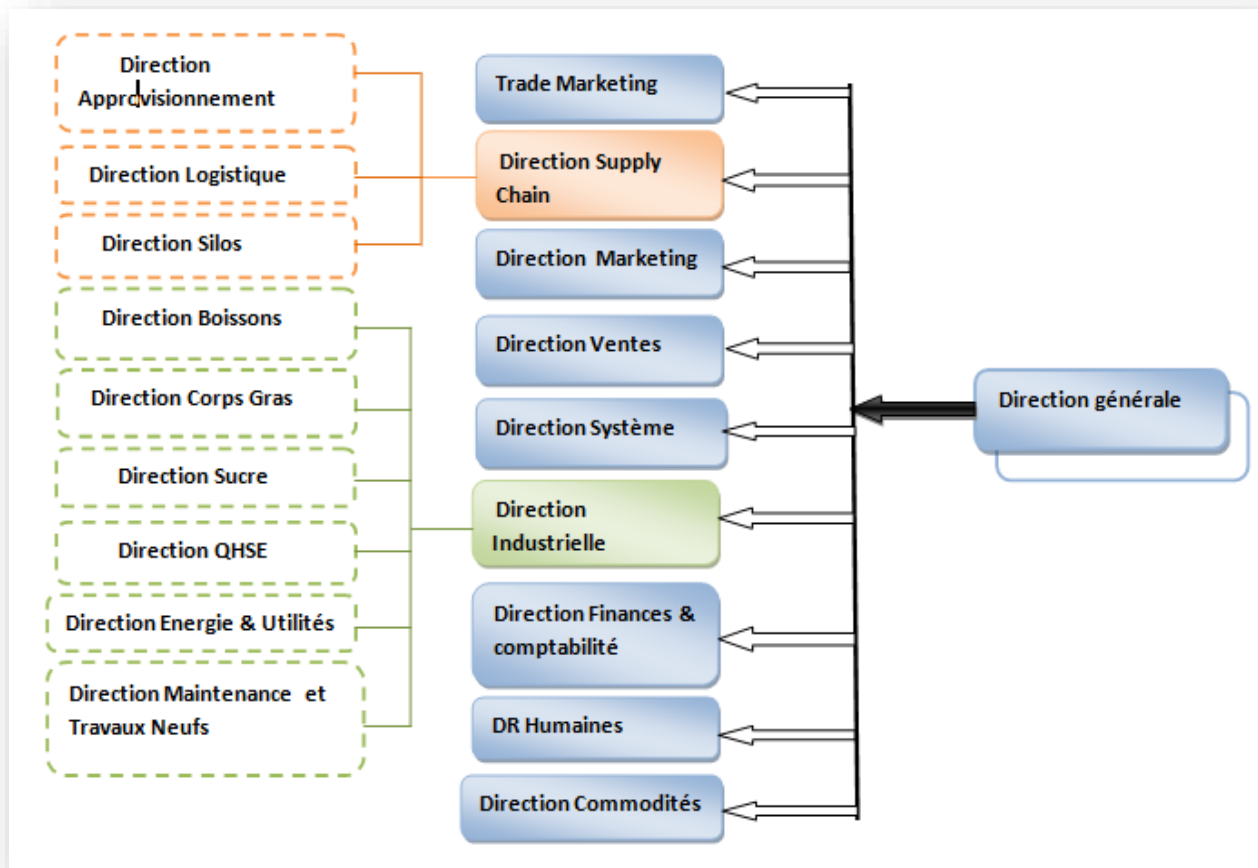 Direction
Approvisionnement
Direction Logistique
Direction Silos
Direction Boissons
Direction Corps Gras
Direction Sucre
Direction QHSE
Direction Energie & Utilités
Direction Maintenance et
Travaux Neufs
Trade Marketing
Direction Supply
Chain
Direction Marketing
Direction Ventes
Direction Système
Direction
Industrielle
Direction Finances &
comptabilité
DR Humaines
Direction Commodités
Direction générale